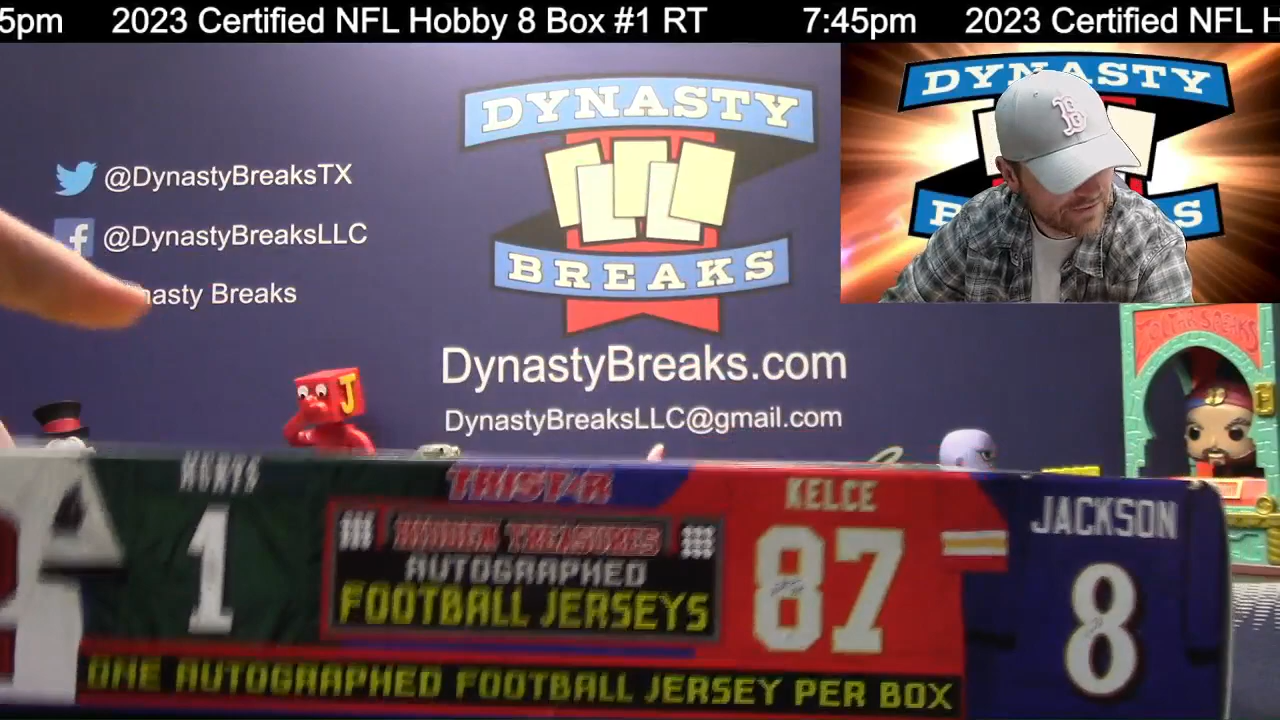 5pm 2023 Certified NFL Hobby 8 Box #1 RT 7:45pm 2023 Certified NFL H
DYNASTY
BREAKS
@DynastyBreaksTX
@DynastyBreaksLLC
nasty Breaks
DynastyBreaks.com
DynastyBreaksLLC@gmail.com
DYNASTY
B S
B
J
HURTS
1
TRISTAR
HIDDEN TREASURES
AUTOGRAPHED
FOOTBALL JERSEYS
KELCE
87
JACKSON
8
ONE AUTOGRAPHED FOOTBALL JERSEY PER BOX